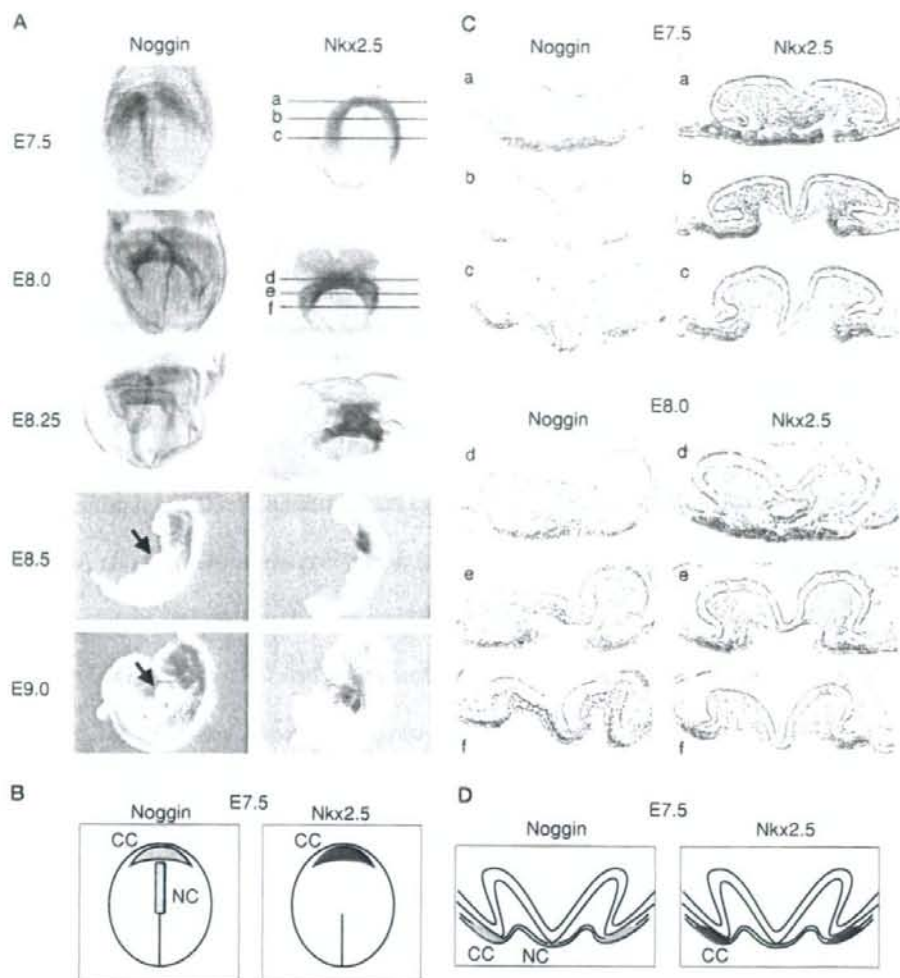 A
Noggin Nkx2.5
E7.5
a
b
c
E8.0
d
e
f
E8.25
E8.5
E9.0
B
E7.5
Noggin Nkx2.5
CC
NC
CC
C
E7.5
Noggin Nkx2.5
a a
b b
c c
E8.0
Noggin Nkx2.5
d d
e e
f f
D
E7.5
Noggin Nkx2.5
CC NC CC